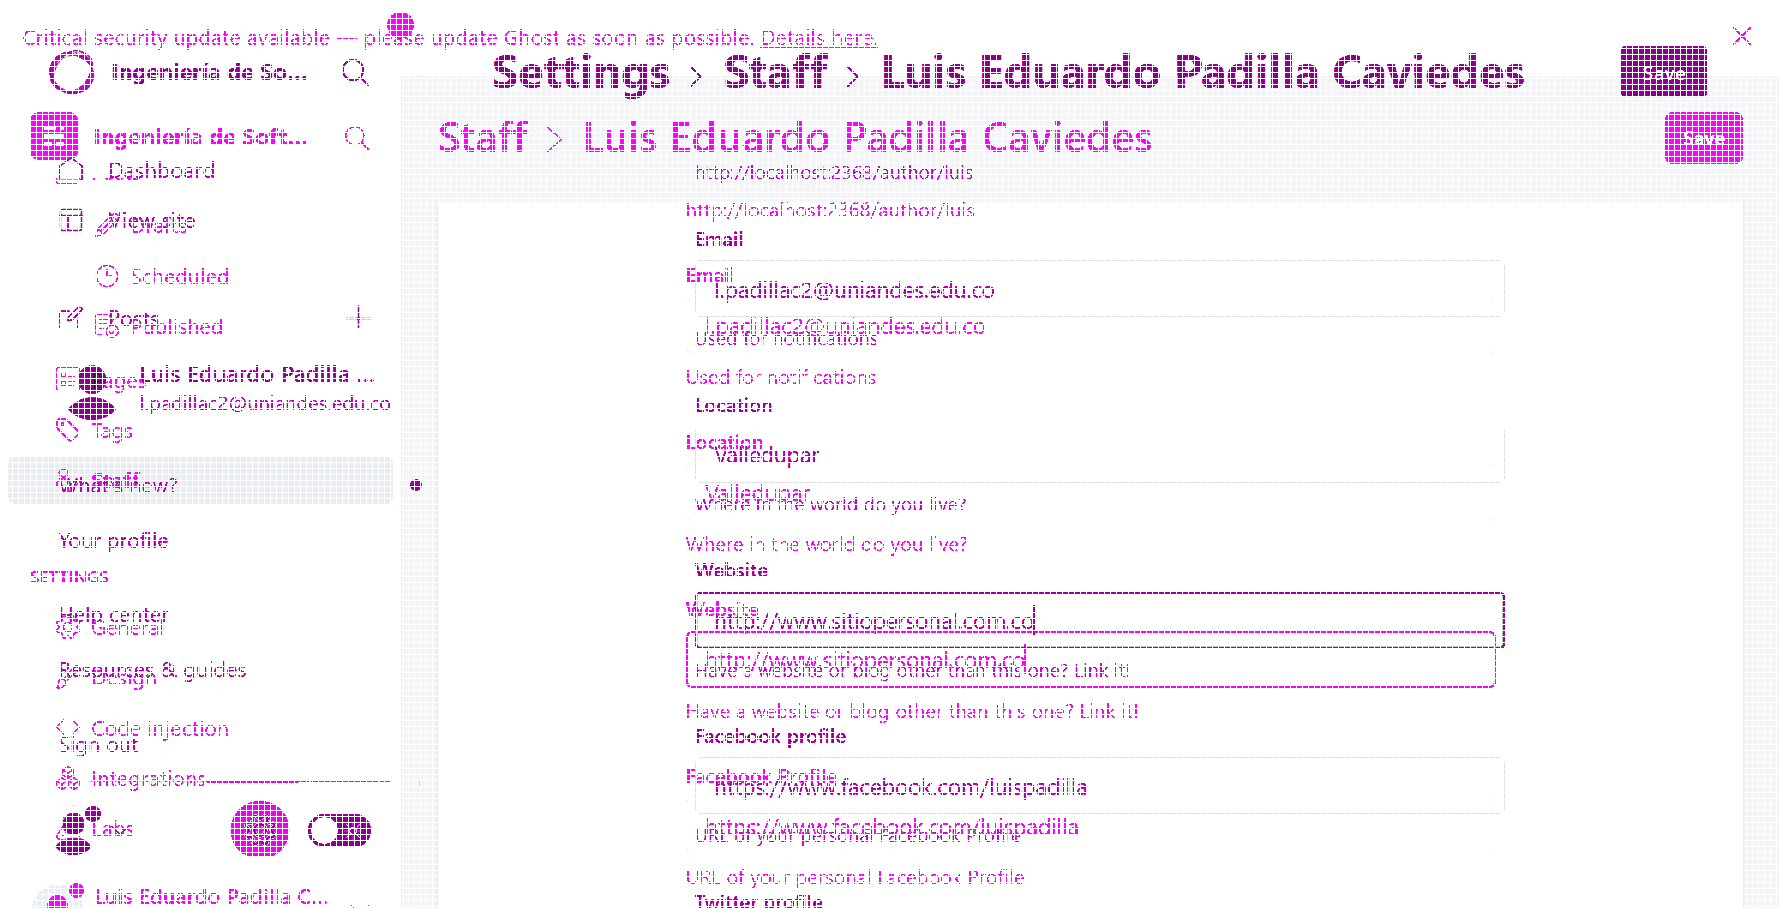 Critical security update available — please update Ghost as soon as possible. Details here.
Ingeniería de So...
Settings › Staff › Luis Eduardo Padilla Caviedes
Save
Ingeniería de Soft...
Staff › Luis Eduardo Padilla Caviedes
Save
Dashboard
http://localhost:2368/author/luis
View site
Drafts
http://localhost:2368/author/luis
Email
Scheduled
Email
l.padillac2@uniandes.edu.co
Posts
Published
l.padillac2@uniandes.edu.co
Used for notifications
Luis Eduardo Padilla ...
Pages
Used for notifications
l.padillac2@uniandes.edu.co
Location
Tags
Location
Valledupar
Staff
What's new?
Valledupar
Where in the world do you live?
Your profile
Where in the world do you live?
SETTINGS
Website
Help center
General
Website
http://www.sitiopersonal.com.co
http://www.sitiopersonal.com.co
Resources & guides
Design
Have a website or blog other than this one? Link it!
Have a website or blog other than this one? Link it!
Code injection
Sign out
Facebook profile
Integrations
Facebook Profile
https://www.facebook.com/luispadilla
Labs
https://www.facebook.com/luispadilla
URL of your personal Facebook Profile
URL of your personal Facebook Profile
Luis Eduardo Padilla C...
Twitter profile